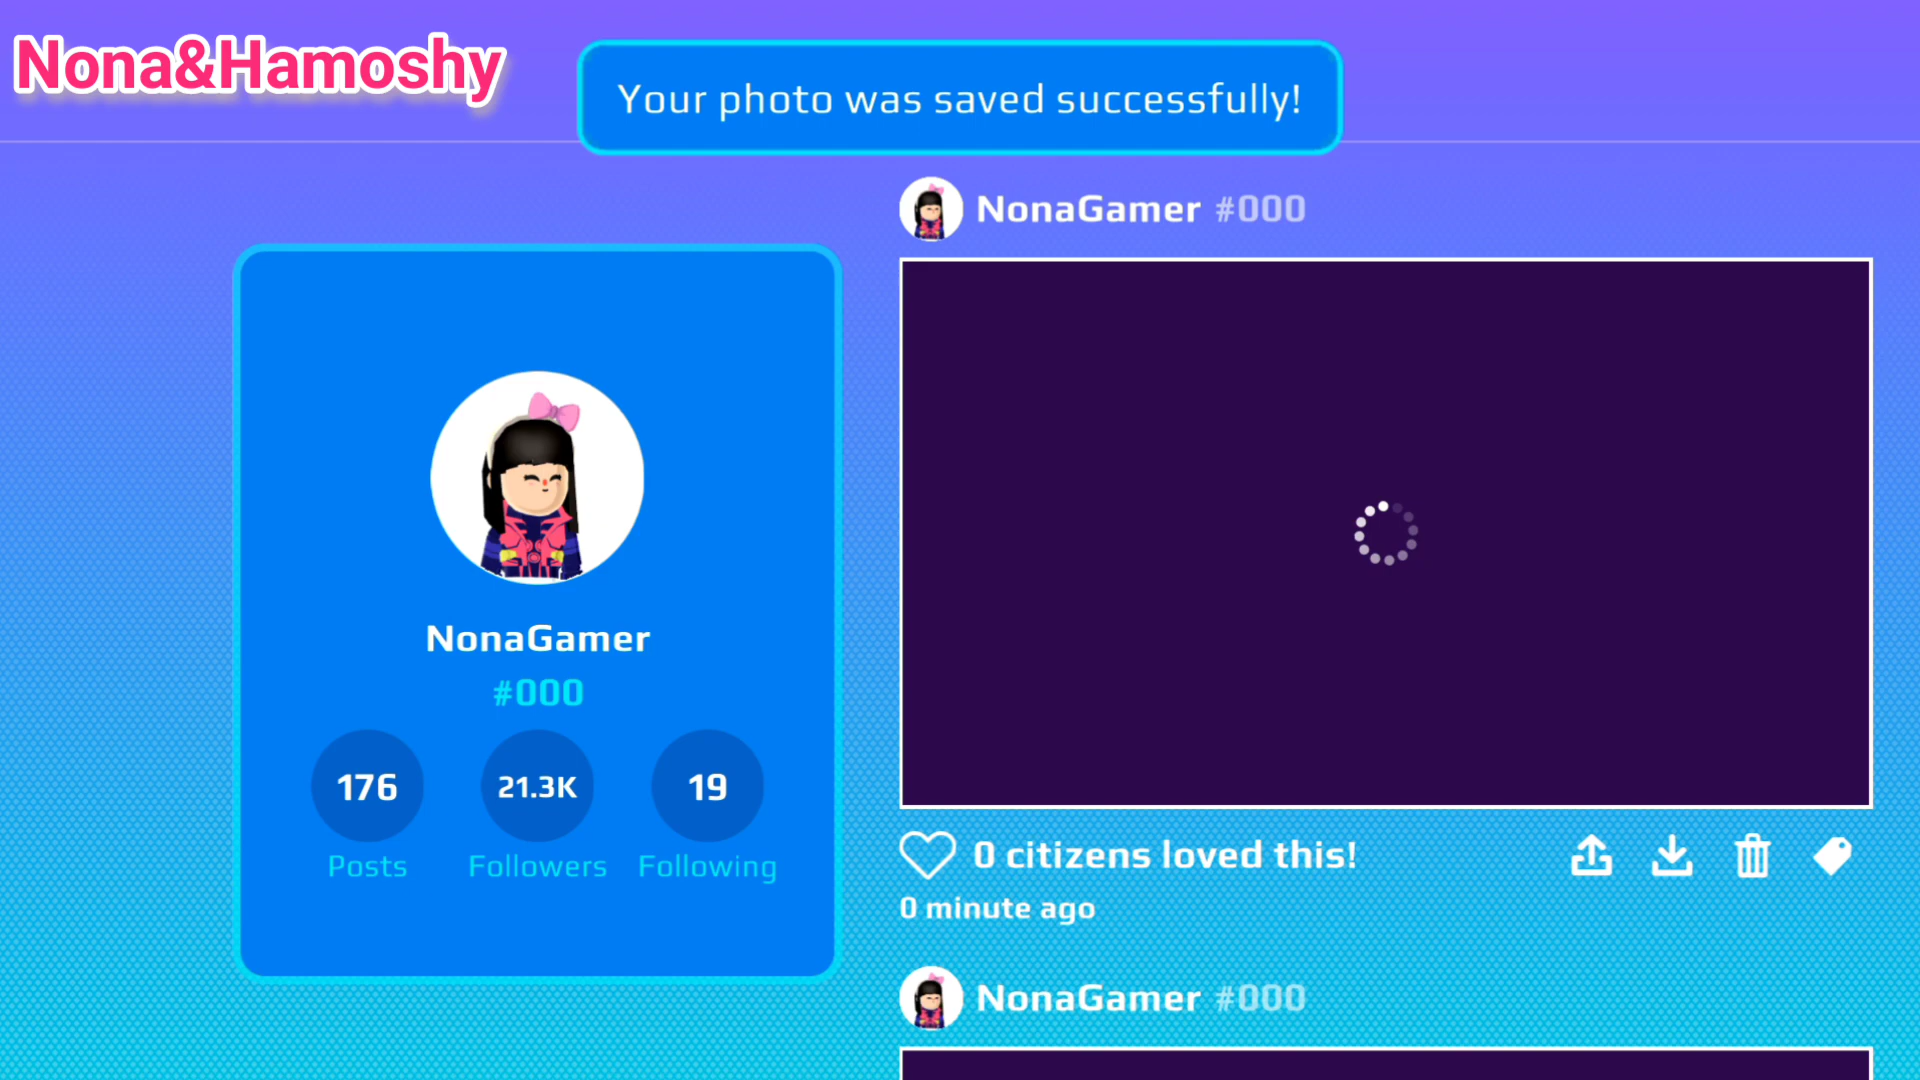 Nona&Hamoshy
Your photo was saved successfully!
NonaGamer #000
NonaGamer
#000
176
21.3K
19
Posts
Followers
Following
0 citizens loved this!
0 minute ago
NonaGamer #000